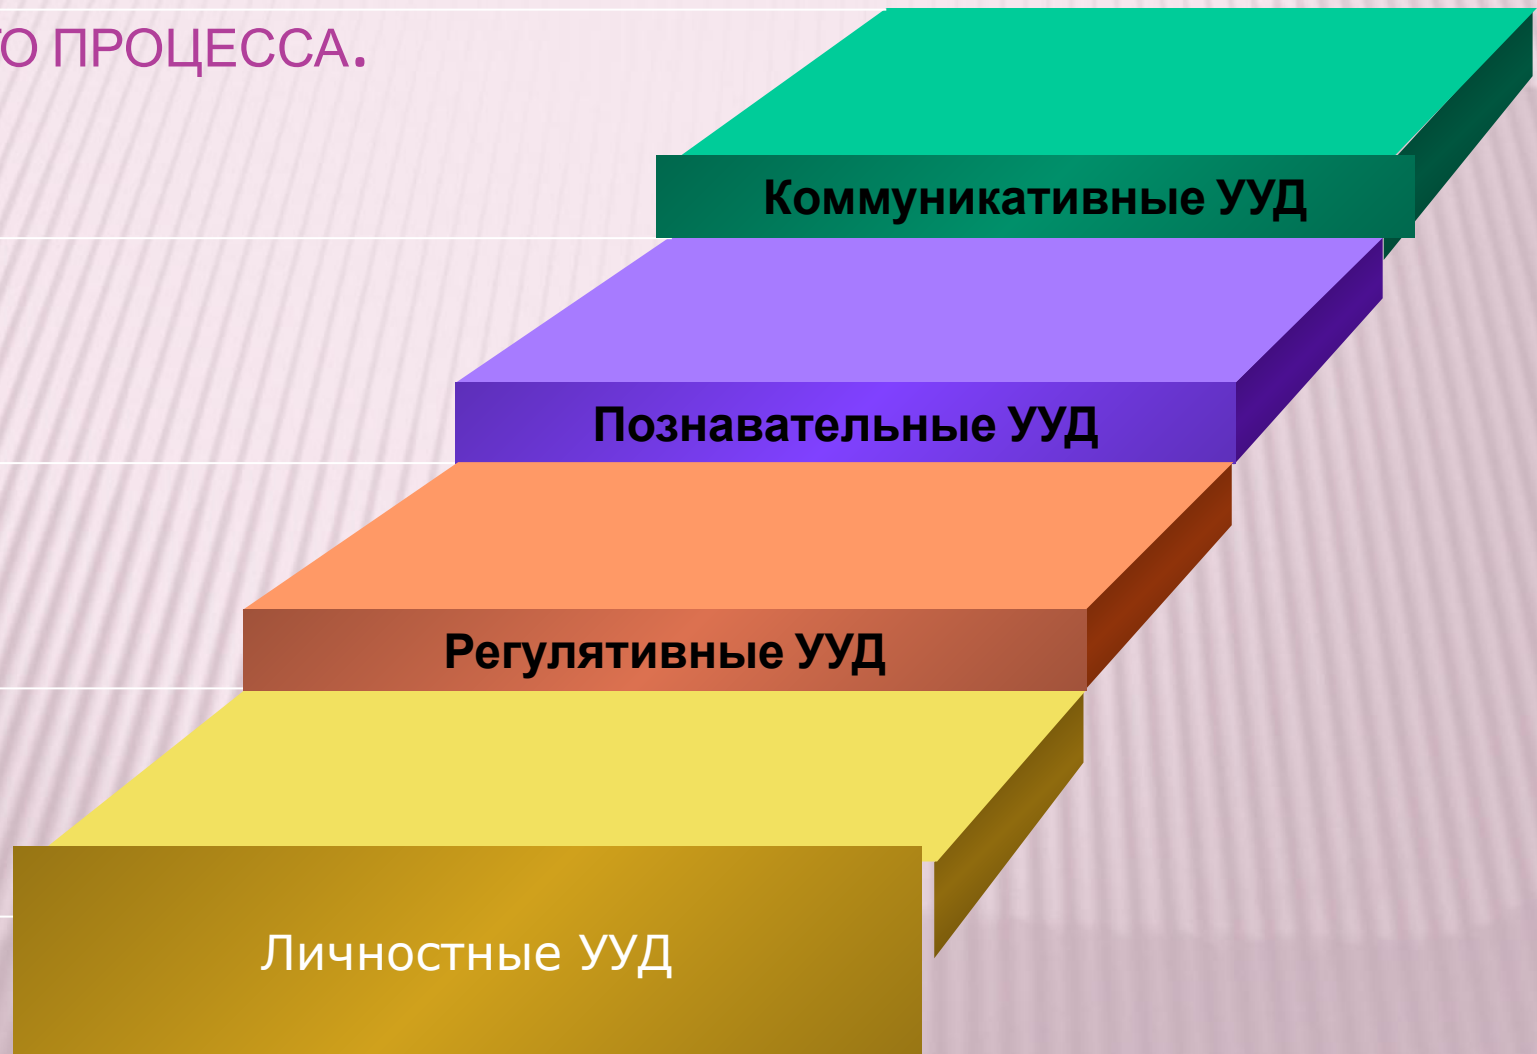 О ПРОЦЕССА.
Коммуникативные УУД
Познавательные УУД
Регулятивные УУД
Личностные УУД